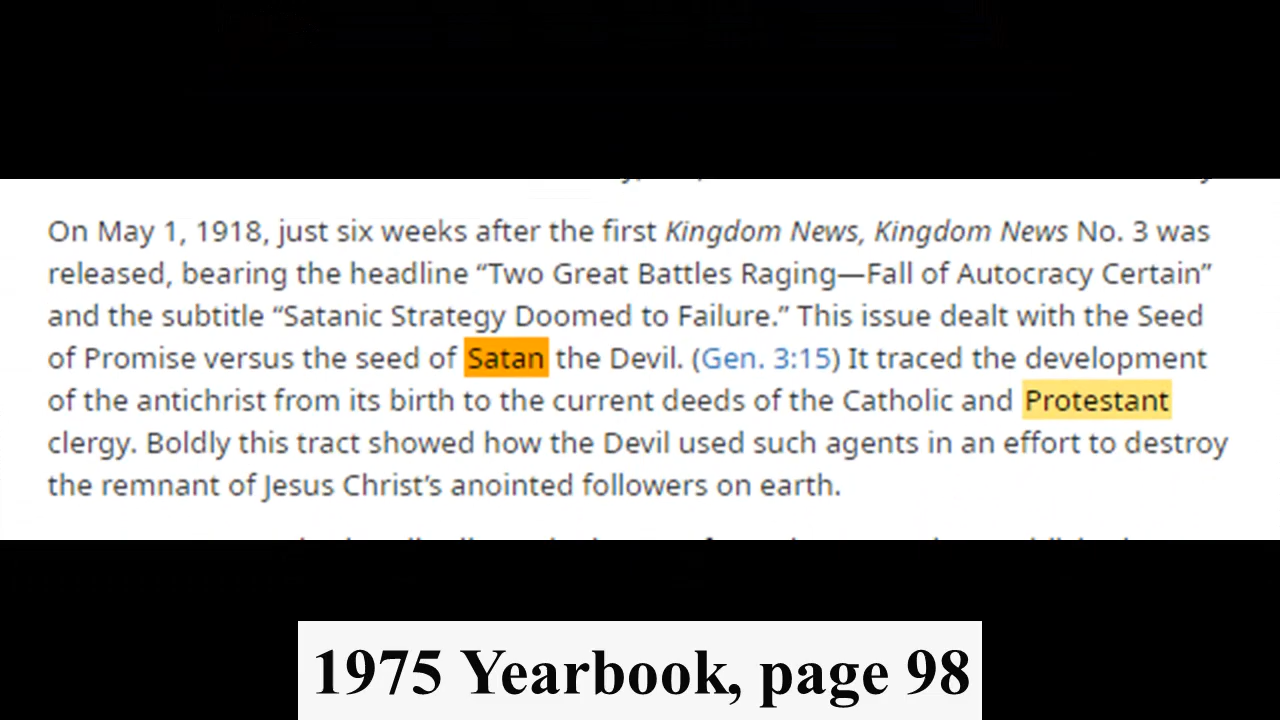 On May 1, 1918, just six weeks after the first Kingdom News, Kingdom News No. 3 was
released, bearing the headline “Two Great Battles Raging—Fall of Autocracy Certain”
and the subtitle “Satanic Strategy Doomed to Failure.” This issue dealt with the Seed
of Promise versus the seed of Satan the Devil. (Gen. 3:15) It traced the development
of the antichrist from its birth to the current deeds of the Catholic and Protestant
clergy. Boldly this tract showed how the Devil used such agents in an effort to destroy
the remnant of Jesus Christ’s anointed followers on earth.
1975 Yearbook, page 98